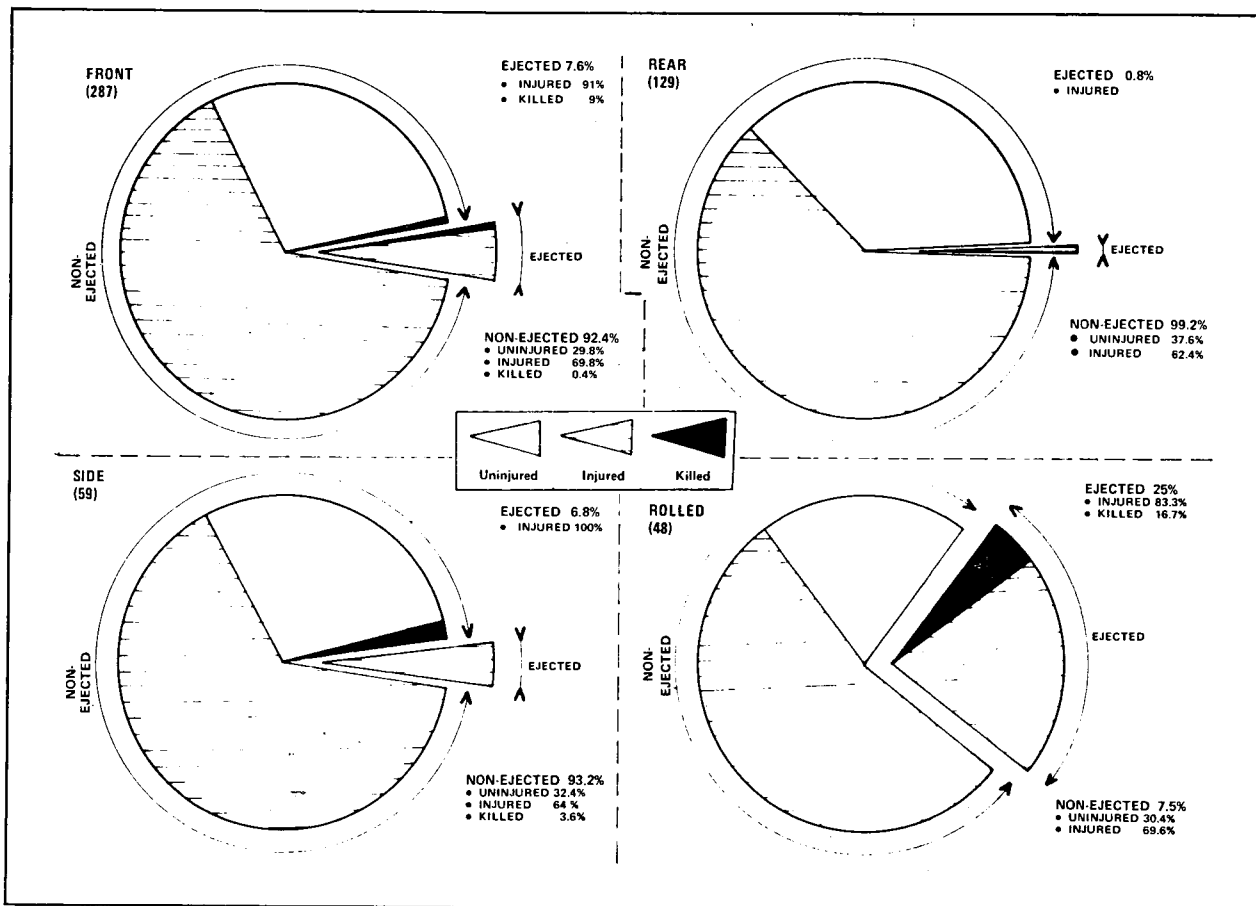 FRONT
(287)
EJECTED 7.6%
• INJURED 91%
• KILLED 9%
NON-
EJECTED
EJECTED
NON-EJECTED 92.4%
• UNINJURED 29.8%
• INJURED 69.8%
• KILLED 0.4%
REAR
(129)
EJECTED 0.8%
• INJURED
NON-
EJECTED
EJECTED
NON-EJECTED 99.2%
• UNINJURED 37.6%
• INJURED 62.4%
Uninjured Injured Killed
SIDE
(59)
EJECTED 6.8%
• INJURED 100%
NON-
EJECTED
EJECTED
NON-EJECTED 93.2%
• UNINJURED 32.4%
• INJURED 64 %
• KILLED 3.6%
ROLLED
(48)
EJECTED 25%
• INJURED 83.3%
• KILLED 16.7%
NON-
EJECTED
EJECTED
NON-EJECTED 7.5%
• UNINJURED 30.4%
• INJURED 69.6%